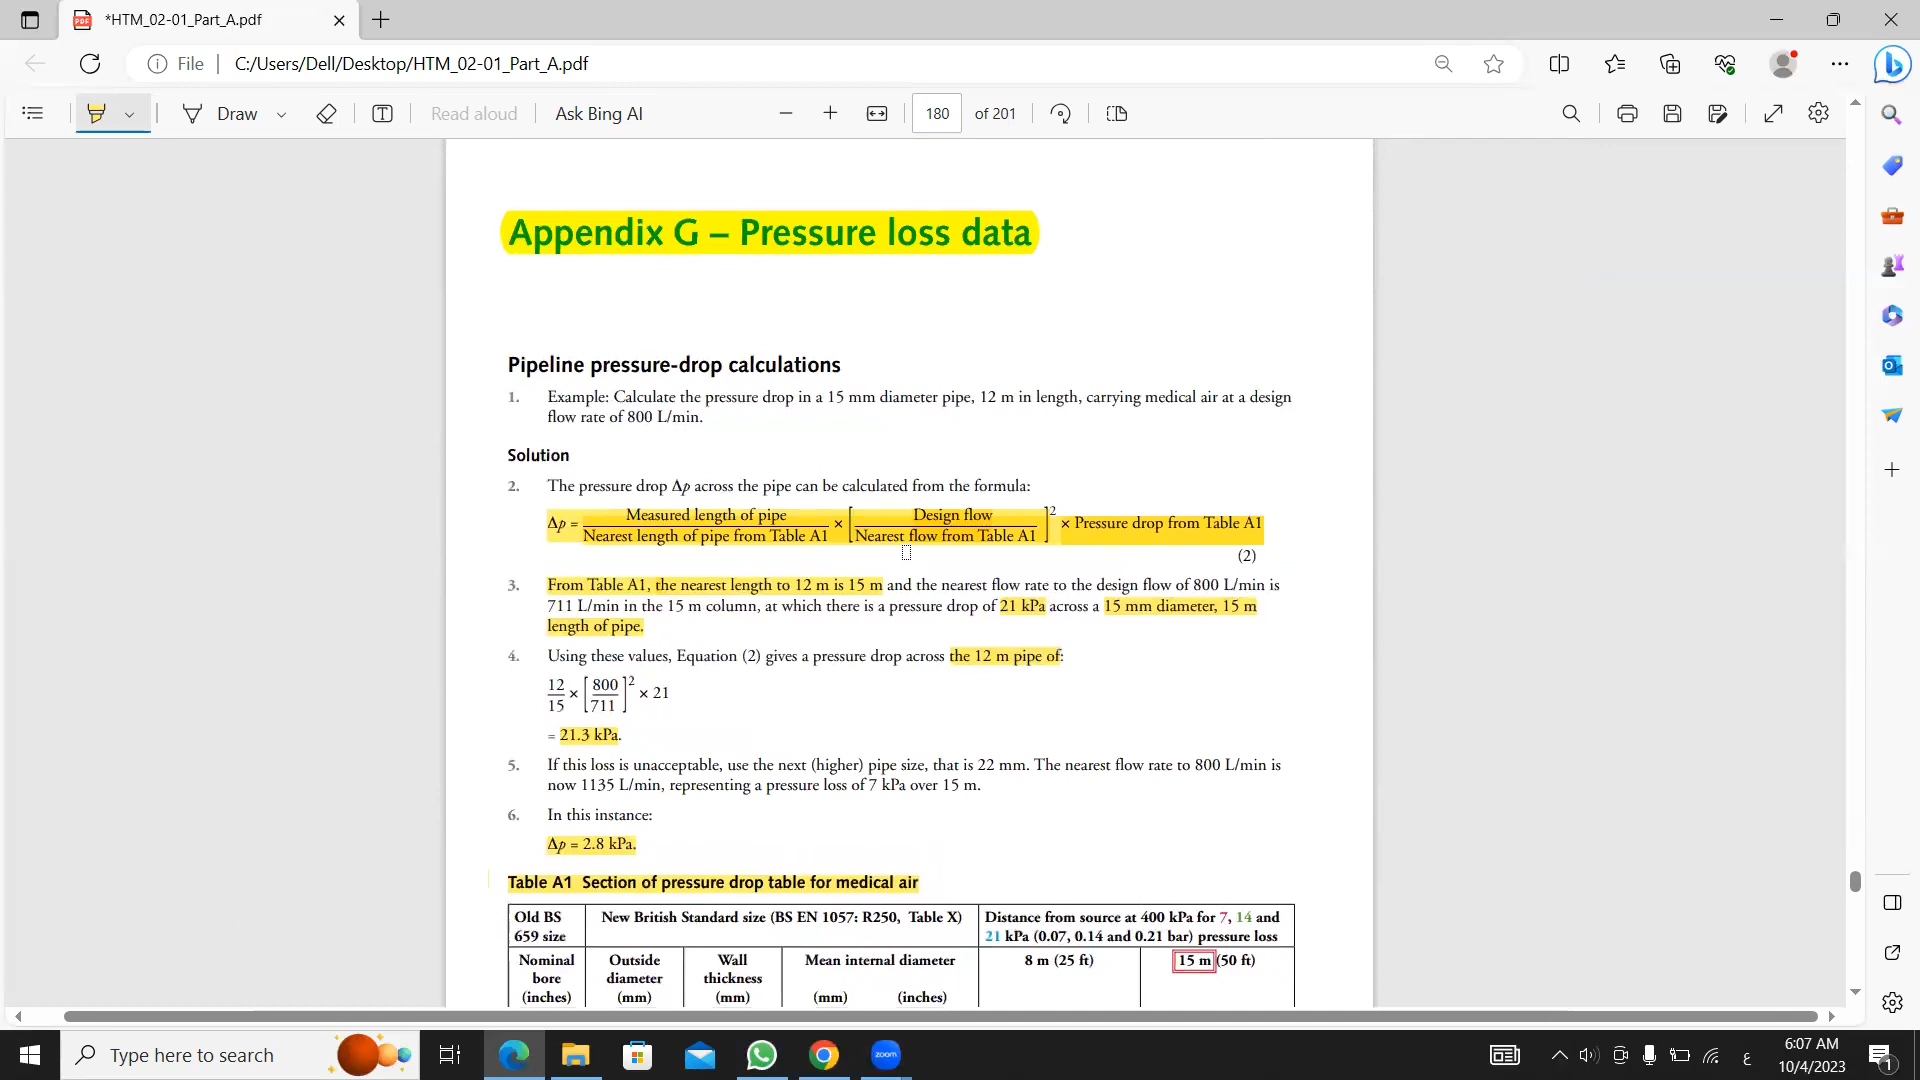 *HTM_02-01_Part_A.pdf
File
C:/Users/Dell/Desktop/HTM_02-01_Part_A.pdf
Draw
Read aloud
Ask Bing AI
180 of 201
Appendix G – Pressure loss data
Pipeline pressure-drop calculations
1. Example: Calculate the pressure drop in a 15 mm diameter pipe, 12 m in length, carrying medical air at a design
flow rate of 800 L/min.
Solution
2. The pressure drop Δp across the pipe can be calculated from the formula:
Δp = Measured length of pipe / Nearest length of pipe from Table A1 × [Design flow / Nearest flow from Table A1]² × Pressure drop from Table A1
(2)
3. From Table A1, the nearest length to 12 m is 15 m and the nearest flow rate to the design flow of 800 L/min is
711 L/min in the 15 m column, at which there is a pressure drop of 21 kPa across a 15 mm diameter, 15 m
length of pipe.
4. Using these values, Equation (2) gives a pressure drop across the 12 m pipe of:
12/15 × [800/711]² × 21
= 21.3 kPa.
5. If this loss is unacceptable, use the next (higher) pipe size, that is 22 mm. The nearest flow rate to 800 L/min is
now 1135 L/min, representing a pressure loss of 7 kPa over 15 m.
6. In this instance:
Δp = 2.8 kPa.
Table A1 Section of pressure drop table for medical air
Old BS 659 size
New British Standard size (BS EN 1057: R250, Table X)
Distance from source at 400 kPa for 7, 14 and
21 kPa (0.07, 0.14 and 0.21 bar) pressure loss
Nominal bore (inches)
Outside diameter (mm)
Wall thickness (mm)
Mean internal diameter
(mm) (inches)
8 m (25 ft)
15 m (50 ft)
Type here to search
zoom
ع
6:07 AM
10/4/2023
1